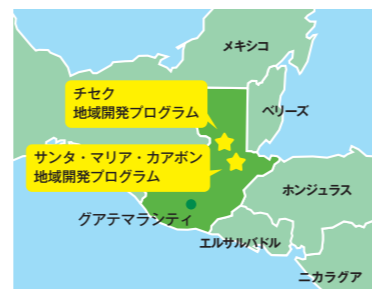 メキシコ
チセク
地域開発プログラム
ベリーズ
サンタ・マリア・カアボン
地域開発プログラム
ホンジュラス
グアテマラシティ
エルサルバドル
ニカラグア